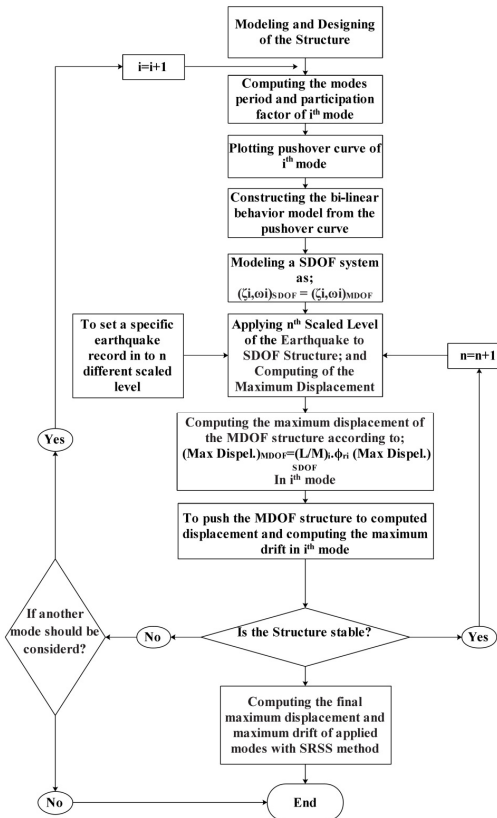 Modeling and Designing
of the Structure
i=i+1
Computing the modes
period and participation
factor of iᵗʰ mode
Plotting pushover curve of
iᵗʰ mode
Constructing the bi-linear
behavior model from the
pushover curve
Modeling a SDOF system
as;
(ζi,ωi)SDOF = (ζi,ωi)MDOF
To set a specific
earthquake
record in to n
different scaled
level
Applying nᵗʰ Scaled Level
of the Earthquake to
SDOF Structure; and
Computing of the
Maximum Displacement
n=n+1
Computing the maximum displacement of
the MDOF structure according to;
(Max Dispel.)MDOF=(L/M)i.ϕri (Max Dispel.)
SDOF
In iᵗʰ mode
Yes
To push the MDOF structure to computed
displacement and computing the maximum
drift in iᵗʰ mode
If another
mode should be
considerd?
No
Is the Structure stable?
Yes
Computing the final
maximum displacement and
maximum drift of applied
modes with SRSS method
No
End